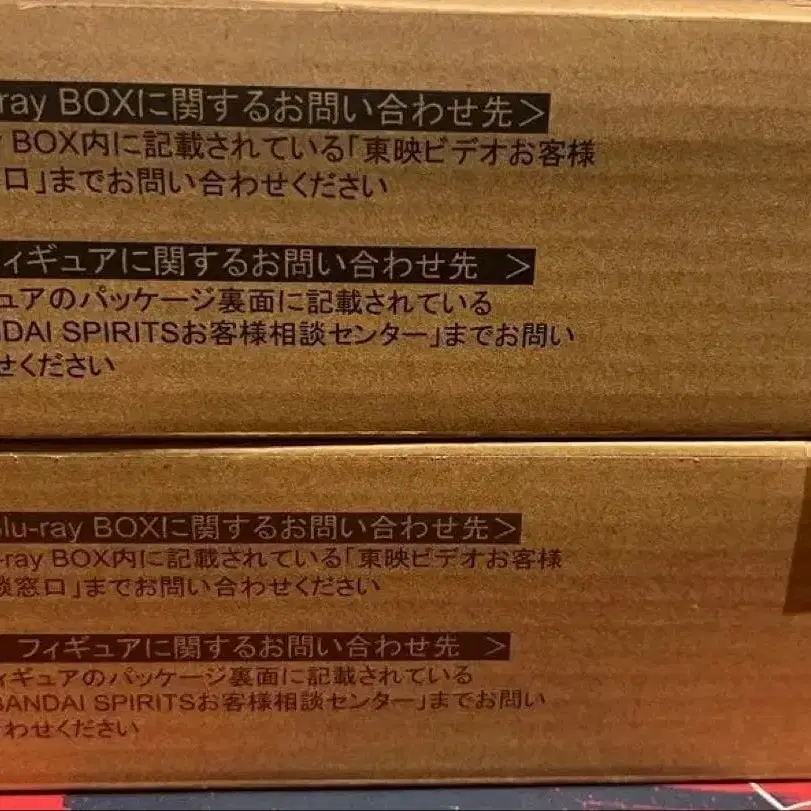 ray BOXに関するお問い合わせ先＞
BOX内に記載されている「東映ビデオお客様
口」までお問い合わせください
ィギュアに関するお問い合わせ先 ＞
ュアのパッケージ裏面に記載されている
NDAI SPIRITSお客様相談センター」までお問い
せください
Blu-ray BOXに関するお問い合わせ先＞
-ray BOX内に記載されている「東映ビデオお客様
談窓口」までお問い合わせください
フィギュアに関するお問い合わせ先 ＞
ィギュアのパッケージ裏面に記載されている
BANDAI SPIRITSお客様相談センター」までお問い
わせください